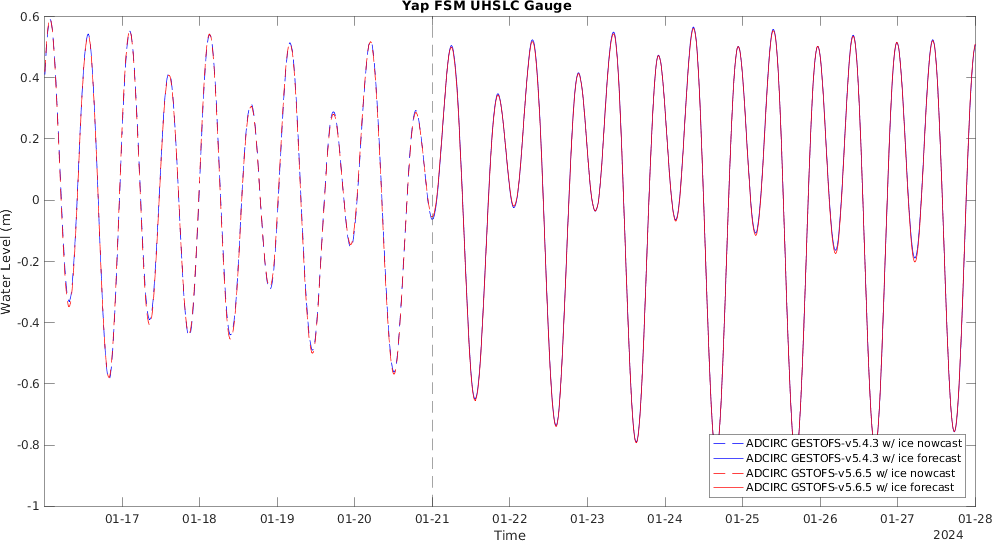 Yap FSM UHSLC Gauge
0.6
0.4
0.2
0
-0.2
-0.4
-0.6
-0.8
-1
Water Level (m)
ADCIRC GESTOFS-v5.4.3 w/ ice nowcast
ADCIRC GESTOFS-v5.4.3 w/ ice forecast
ADCIRC GSTOFS-v5.6.5 w/ ice nowcast
ADCIRC GSTOFS-v5.6.5 w/ ice forecast
01-17 01-18 01-19 01-20 01-21 01-22 01-23 01-24 01-25 01-26 01-27 01-28
Time
2024